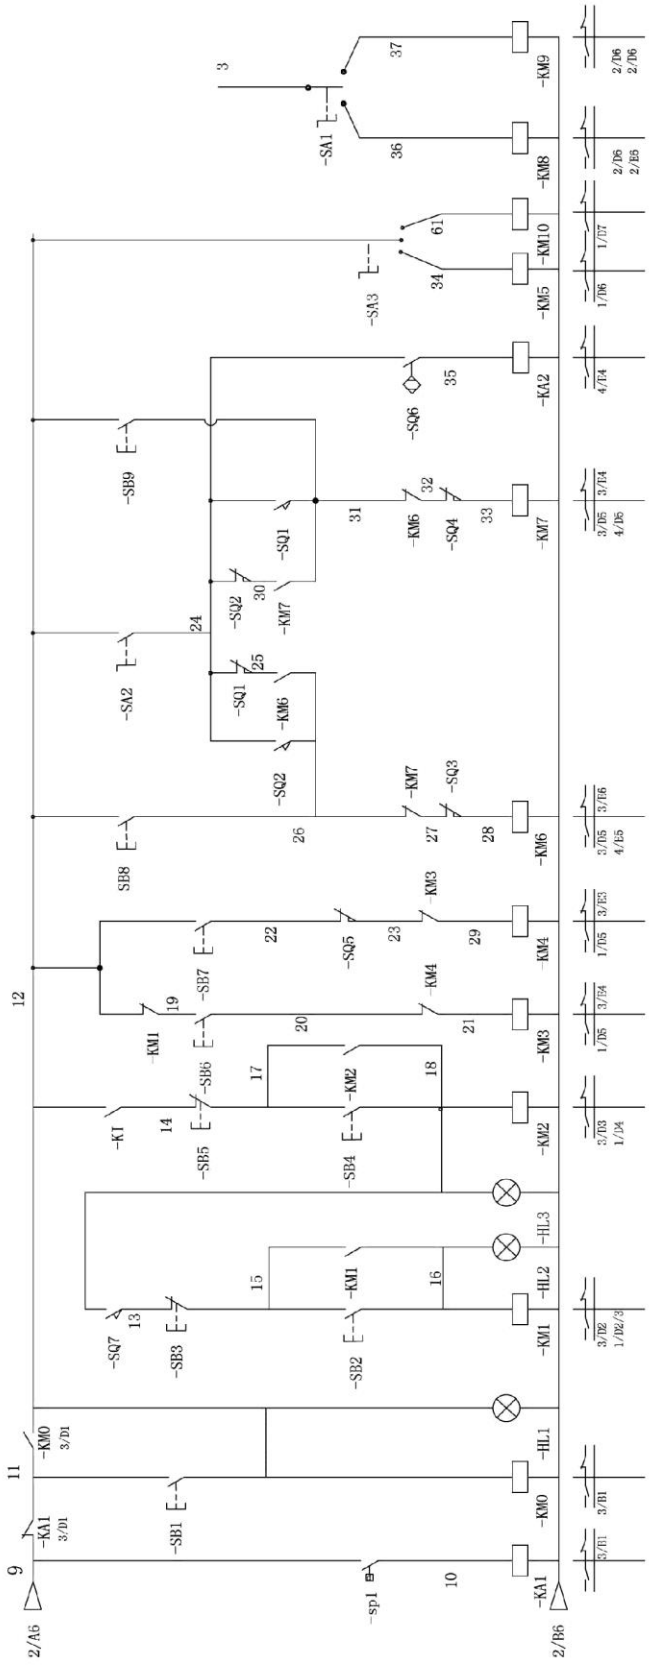 9
11
12
2/A6
-KA1
3/D1
-KM0
3/D1
-SQ7
13
-KT
14
-KM1
19
SB8
-SA2
-SB9
3
-SB1
-SB3
-SB5
-SB6
-SB7
24
-SQ1
25
-SQ2
30
15
17
20
22
26
-SQ2
-KM6
-KM7
-SQ1
-SA1
-sp1
-SB2
-KM1
-SB4
-KM2
-SQ5
31
-SA3
23
36
37
10
16
18
-KM4
-KM3
27
-KM7
-SQ3
-KM6
32
-SQ4
-SQ6
34
61
21
29
28
33
35
-KA1
-KM0
-HL1
-KM1
-HL2
-HL3
-KM2
-KM3
-KM4
-KM6
-KM7
-KA2
-KM5
-KM10
-KM8
-KM9
2/B6
3/B1
3/B1
3/D2
1/D2/3
3/D3
1/D4
1/D5
3/E4
1/D5
3/E3
3/D5
3/E6
4/E5
3/D5
3/E4
4/D5
4/E4
1/D6
1/D7
2/D6
2/E6
2/D6
2/D6